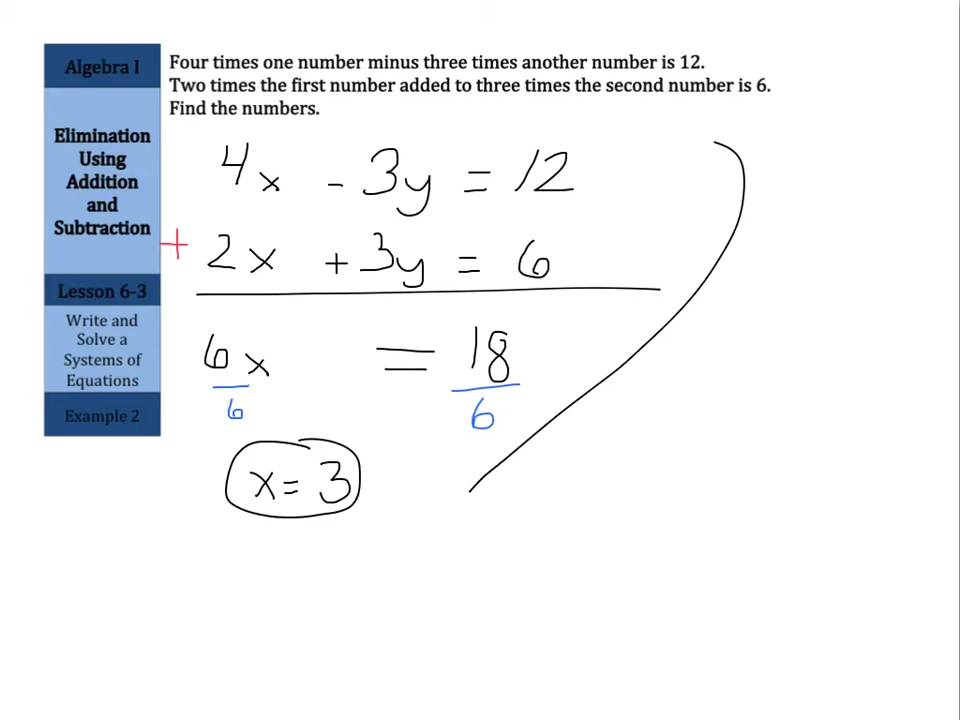 Algebra I
Elimination
Using
Addition
and
Subtraction
Lesson 6-3
Write and
Solve a
Systems of
Equations
Example 2
Four times one number minus three times another number is 12.
Two times the first number added to three times the second number is 6.
Find the numbers.
4x - 3y = 12
+ 2x + 3y = 6
6x = 18
6 6
x = 3